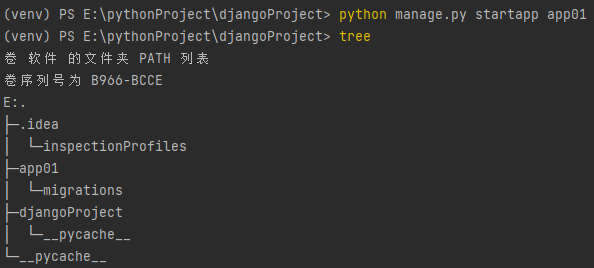 (venv) PS E:\pythonProject\djangoProject> python manage.py startapp app01
(venv) PS E:\pythonProject\djangoProject> tree
卷 软件 的文件夹 PATH 列表
卷序列号为 B966-BCCE
E:.
├─.idea
│  └─inspectionProfiles
├─app01
│  └─migrations
├─djangoProject
│  └─__pycache__
└─__pycache__